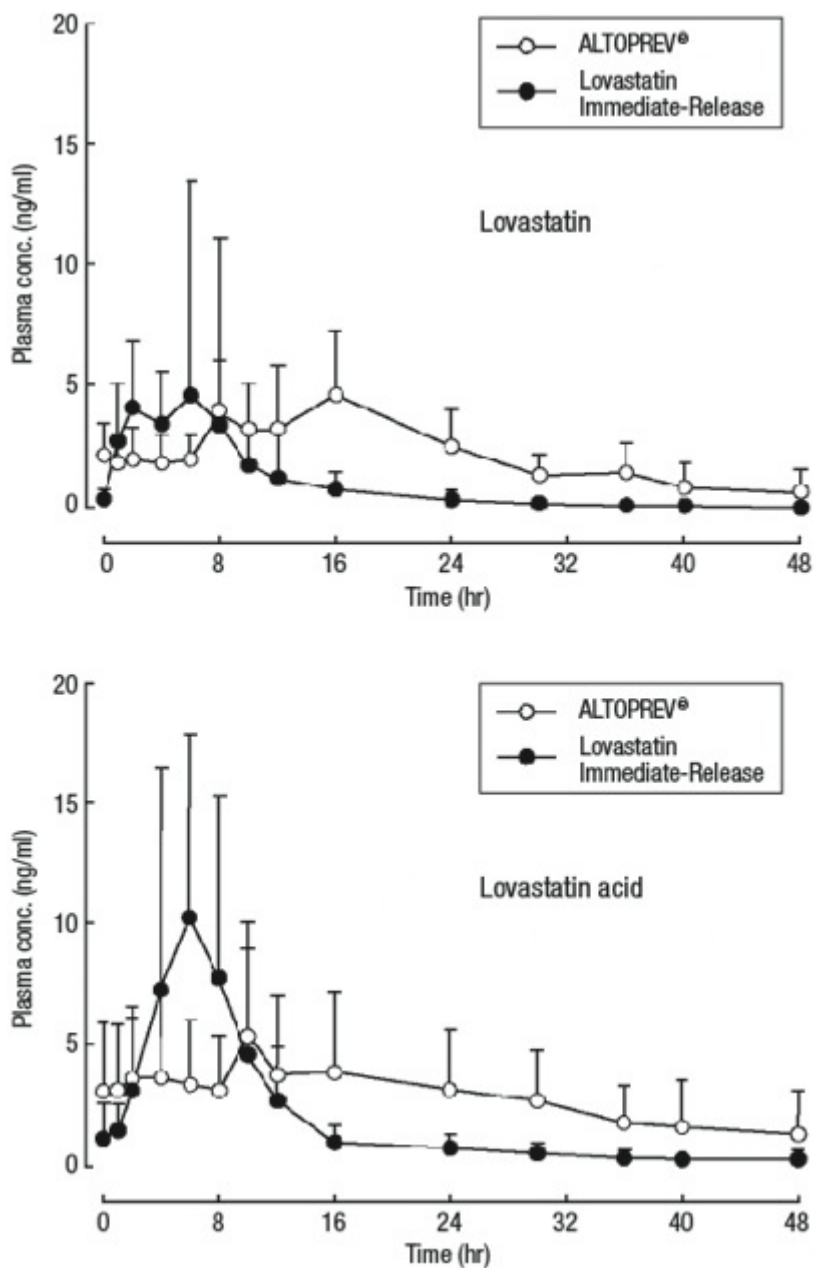 20
15
10
5
0
Plasma conc. (ng/ml)
ALTOPREV®
Lovastatin
Immediate-Release
Lovastatin
0 8 16 24 32 40 48
Time (hr)
20
15
10
5
0
Plasma conc. (ng/ml)
ALTOPREV®
Lovastatin
Immediate-Release
Lovastatin acid
0 8 16 24 32 40 48
Time (hr)